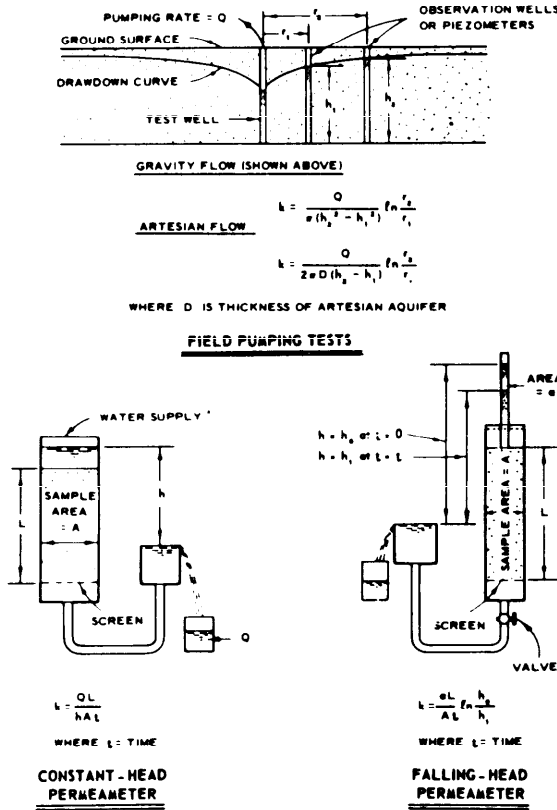 PUMPING RATE = Q
OBSERVATION WELLS
OR PIEZOMETERS
r₂
r₁
GROUND SURFACE
DRAWDOWN CURVE
TEST WELL
h₁
h₂
GRAVITY FLOW (SHOWN ABOVE)
k = Q / π(h₂² − h₁²) ℓn r₂ / r₁
ARTESIAN FLOW
k = Q / 2πD(h₂ − h₁) ℓn r₂ / r₁
WHERE D IS THICKNESS OF ARTESIAN AQUIFER
FIELD PUMPING TESTS
WATER SUPPLY
h
L
SAMPLE
AREA
= A
SCREEN
Q
k = QL / hAt
WHERE t = TIME
CONSTANT-HEAD
PERMEAMETER
AREA
= a
h = h₀ at t = 0
h = h₁ at t = t
SAMPLE AREA = A
L
SCREEN
VALVE
k = aL / At ℓn h₀ / h₁
WHERE t = TIME
FALLING-HEAD
PERMEAMETER